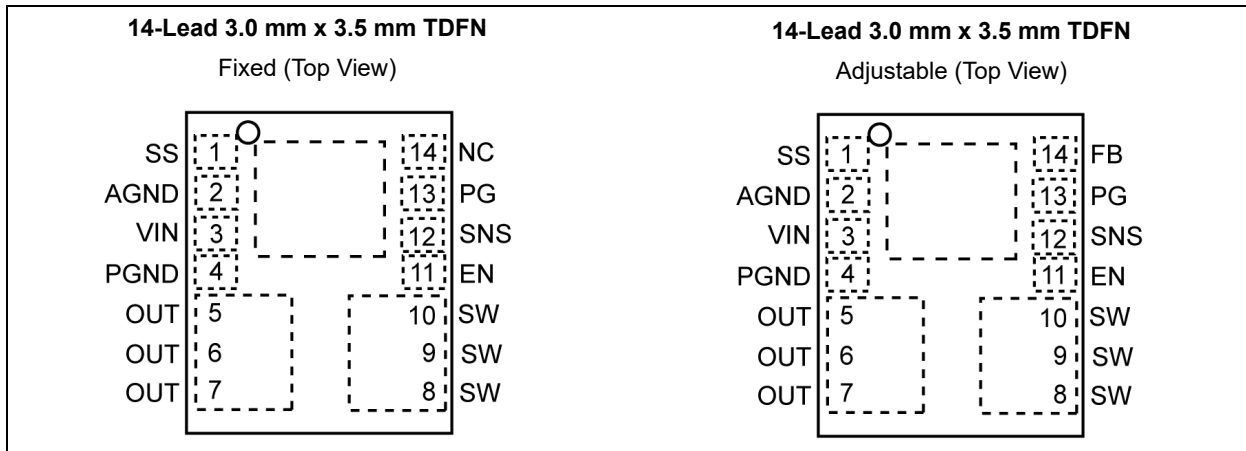 14-Lead 3.0 mm x 3.5 mm TDFN
Fixed (Top View)
SS 1 14 NC
AGND 2 13 PG
VIN 3 12 SNS
PGND 4 11 EN
OUT 5 10 SW
OUT 6 9 SW
OUT 7 8 SW
14-Lead 3.0 mm x 3.5 mm TDFN
Adjustable (Top View)
SS 1 14 FB
AGND 2 13 PG
VIN 3 12 SNS
PGND 4 11 EN
OUT 5 10 SW
OUT 6 9 SW
OUT 7 8 SW